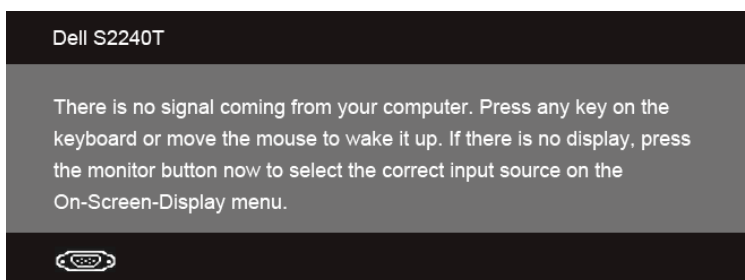 Dell S2240T
There is no signal coming from your computer. Press any key on the
keyboard or move the mouse to wake it up. If there is no display, press
the monitor button now to select the correct input source on the
On-Screen-Display menu.